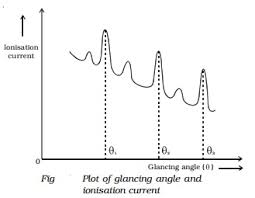 Ionisation
current
0
θ₁
θ₂
θ₃
Glancing angle (θ)
Fig Plot of glancing angle and
ionisation current